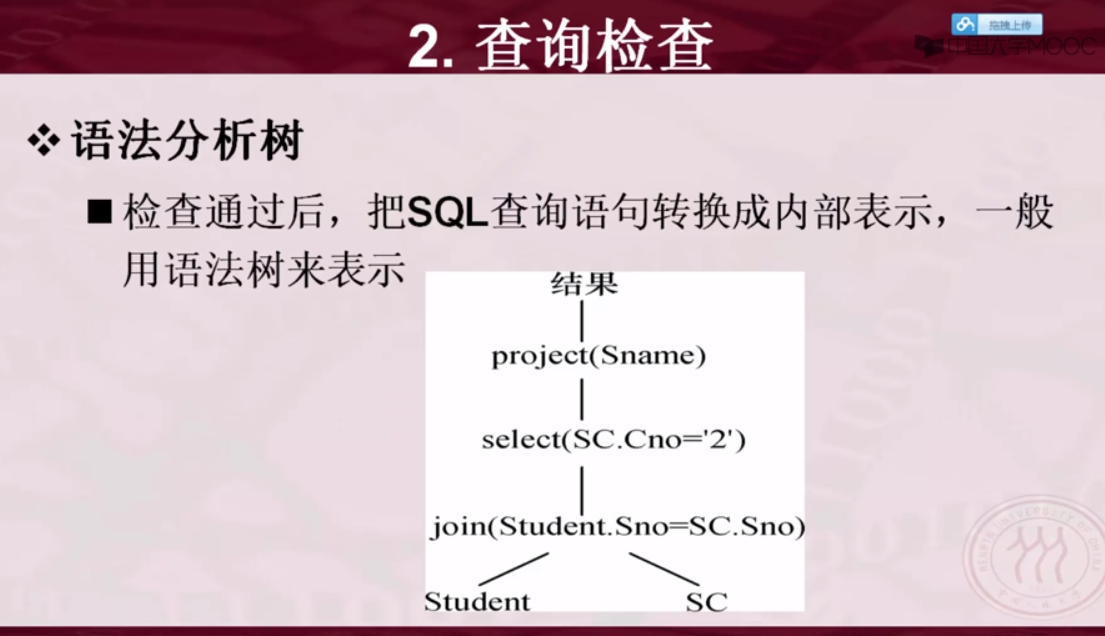 2. 查询检查
拖拽上传
中国大学MOOC
语法分析树
检查通过后，把SQL查询语句转换成内部表示，一般
用语法树来表示
结果
project(Sname)
select(SC.Cno='2')
join(Student.Sno=SC.Sno)
Student SC